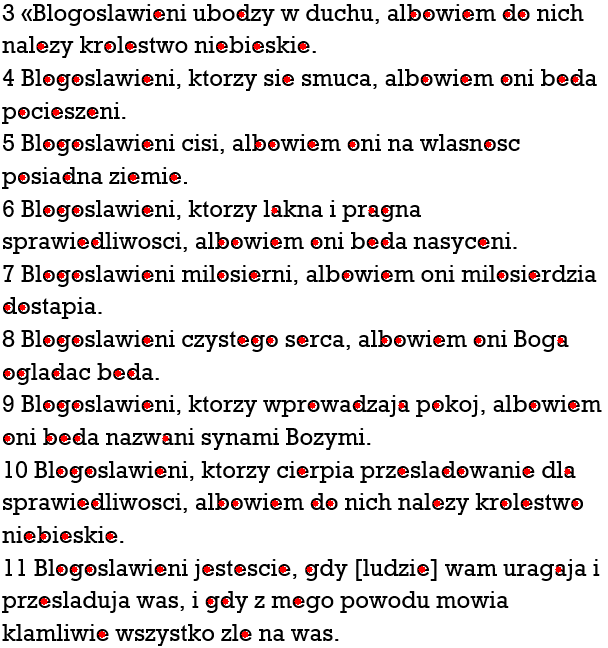 3 «Blogoslawieni ubodzy w duchu, albowiem do nich
nalezy krolestwo niebieskie.
4 Blogoslawieni, ktorzy sie smuca, albowiem oni beda
pocieszeni.
5 Blogoslawieni cisi, albowiem oni na wlasnosc
posiadna ziemie.
6 Blogoslawieni, ktorzy lakna i pragna
sprawiedliwosci, albowiem oni beda nasyceni.
7 Blogoslawieni milosierni, albowiem oni milosierdzia
dostapia.
8 Blogoslawieni czystego serca, albowiem oni Boga
ogladac beda.
9 Blogoslawieni, ktorzy wprowadzaja pokoj, albowiem
oni beda nazwani synami Bozymi.
10 Blogoslawieni, ktorzy cierpia przesladowanie dla
sprawiedliwosci, albowiem do nich nalezy krolestwo
niebieskie.
11 Blogoslawieni jestescie, gdy [ludzie] wam uragaja i
przesladuja was, i gdy z mego powodu mowia
klamliwie wszystko zle na was.